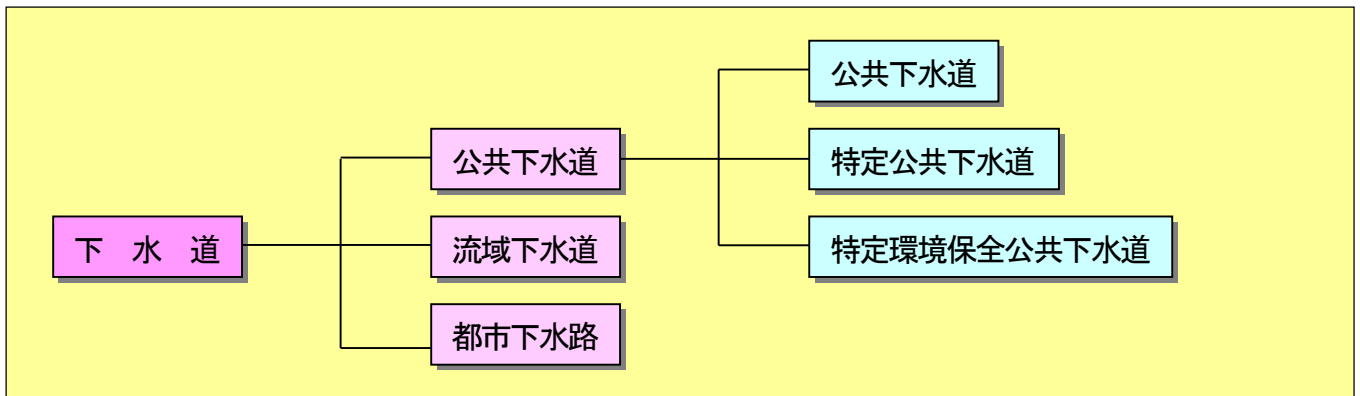 下　水　道
公共下水道
流域下水道
都市下水路
公共下水道
特定公共下水道
特定環境保全公共下水道